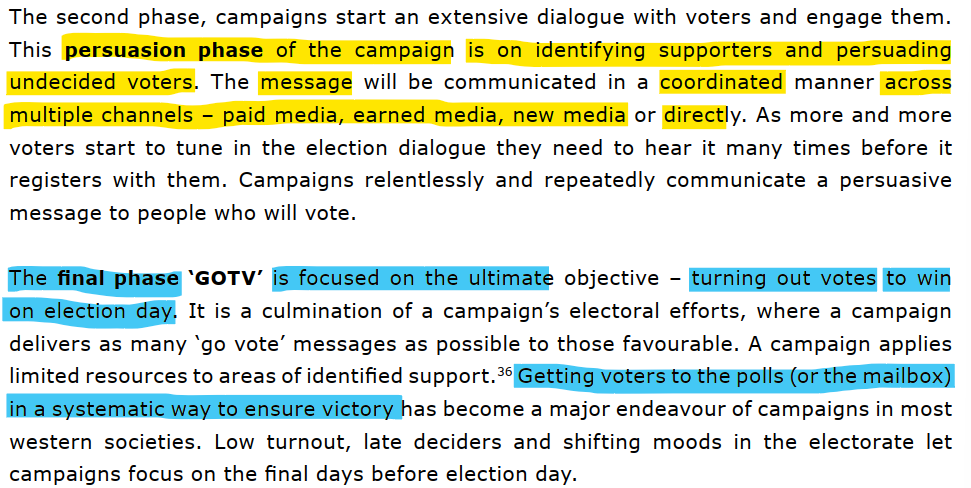 The second phase, campaigns start an extensive dialogue with voters and engage them.
This persuasion phase of the campaign is on identifying supporters and persuading
undecided voters. The message will be communicated in a coordinated manner across
multiple channels – paid media, earned media, new media or directly. As more and more
voters start to tune in the election dialogue they need to hear it many times before it
registers with them. Campaigns relentlessly and repeatedly communicate a persuasive
message to people who will vote.
The final phase ‘GOTV’ is focused on the ultimate objective – turning out votes to win
on election day. It is a culmination of a campaign’s electoral efforts, where a campaign
delivers as many ‘go vote’ messages as possible to those favourable. A campaign applies
limited resources to areas of identified support.36 Getting voters to the polls (or the mailbox)
in a systematic way to ensure victory has become a major endeavour of campaigns in most
western societies. Low turnout, late deciders and shifting moods in the electorate let
campaigns focus on the final days before election day.